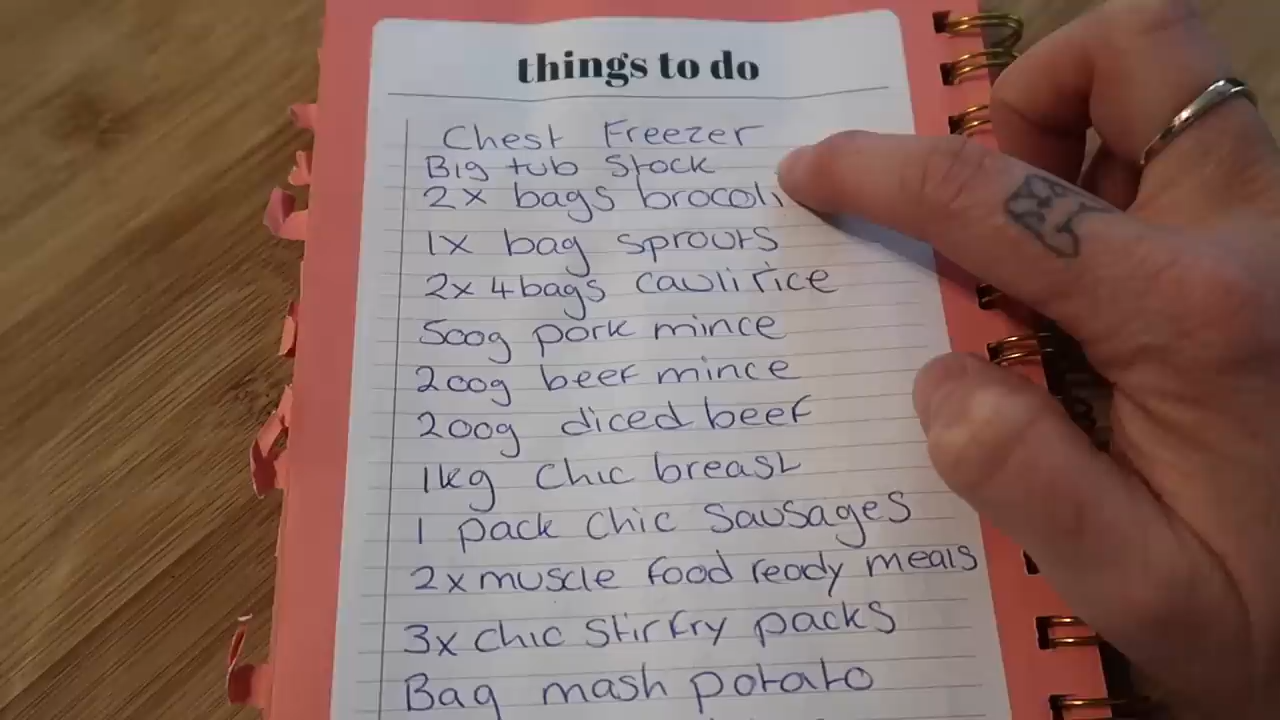 things to do
Chest Freezer
Big tub Stock
2x bags brocoli
1x bag sprouts
2x 4bags cauli rice
500g pork mince
200g beef mince
200g diced beef
1kg Chic breast
1 pack chic sausages
2x muscle food ready meals
3x chic stirfry packs
Bag mash potato